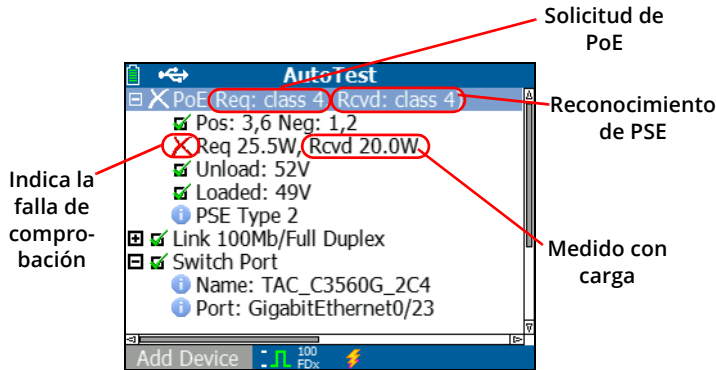 Solicitud de
PoE
AutoTest
PoE Req: class 4 Rcvd: class 4
Reconocimiento
de PSE
Pos: 3,6 Neg: 1,2
Req 25.5W, Rcvd 20.0W
Indica la
falla de
compro-
bación
Unload: 52V
Loaded: 49V
PSE Type 2
Link 100Mb/Full Duplex
Medido con
carga
Switch Port
Name: TAC_C3560G_2C4
Port: GigabitEthernet0/23
Add Device
100
FDx